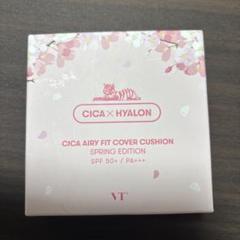 CICA×HYALON
CICA AIRY FIT COVER CUSHION
SPRING EDITION
SPF 50+ / PA+++
VT